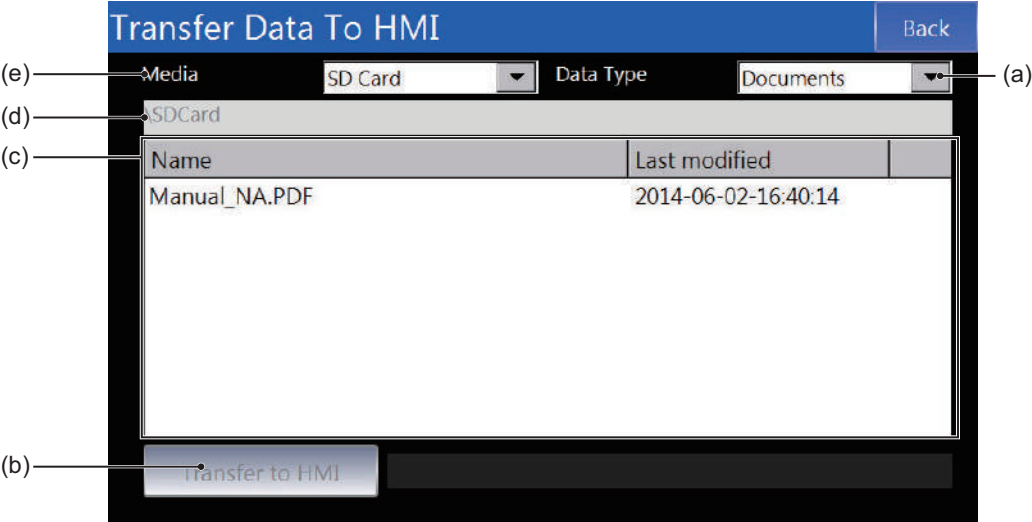 Transfer Data To HMI Back
(e) Media SD Card Data Type Documents (a)
(d) \SDCard
(c) Name Last modified
Manual_NA.PDF 2014-06-02-16:40:14
(b) Transfer to HMI